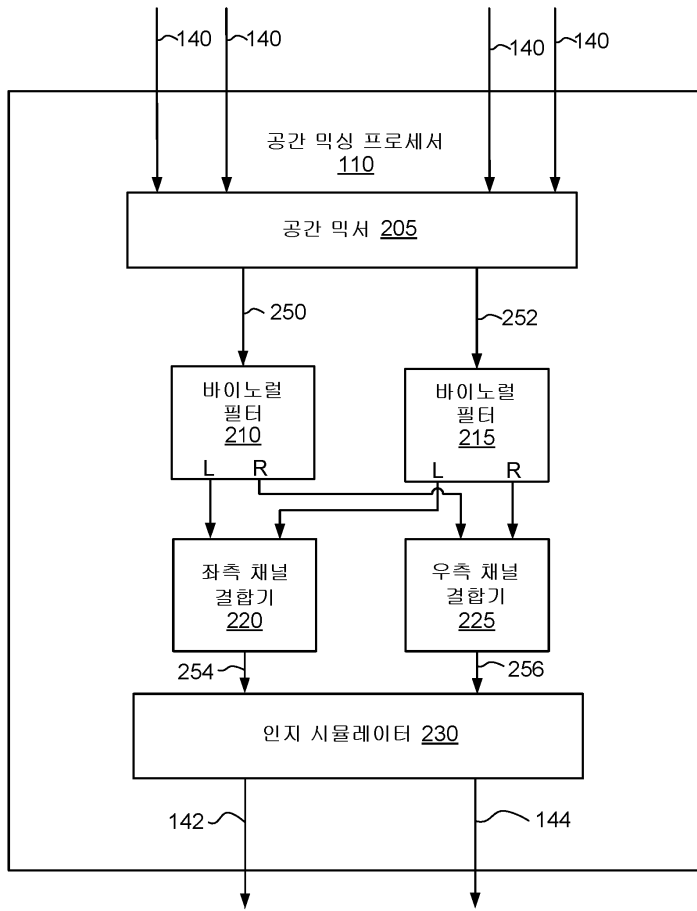 140
140
140
140
공간 믹싱 프로세서
110
공간 믹서 205
250
252
바이노럴
필터
210
L R
바이노럴
필터
215
L R
좌측 채널
결합기
220
우측 채널
결합기
225
254
256
인지 시뮬레이터 230
142
144